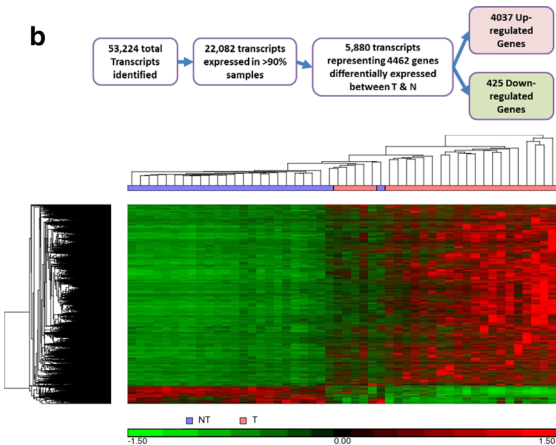 b
53,224 total
Transcripts
identified
22,082 transcripts
expressed in >90%
samples
5,880 transcripts
representing 4462 genes
differentially expressed
between T & N
4037 Up-
regulated
Genes
425 Down-
regulated
Genes
NT T
-1.50 0.00 1.50